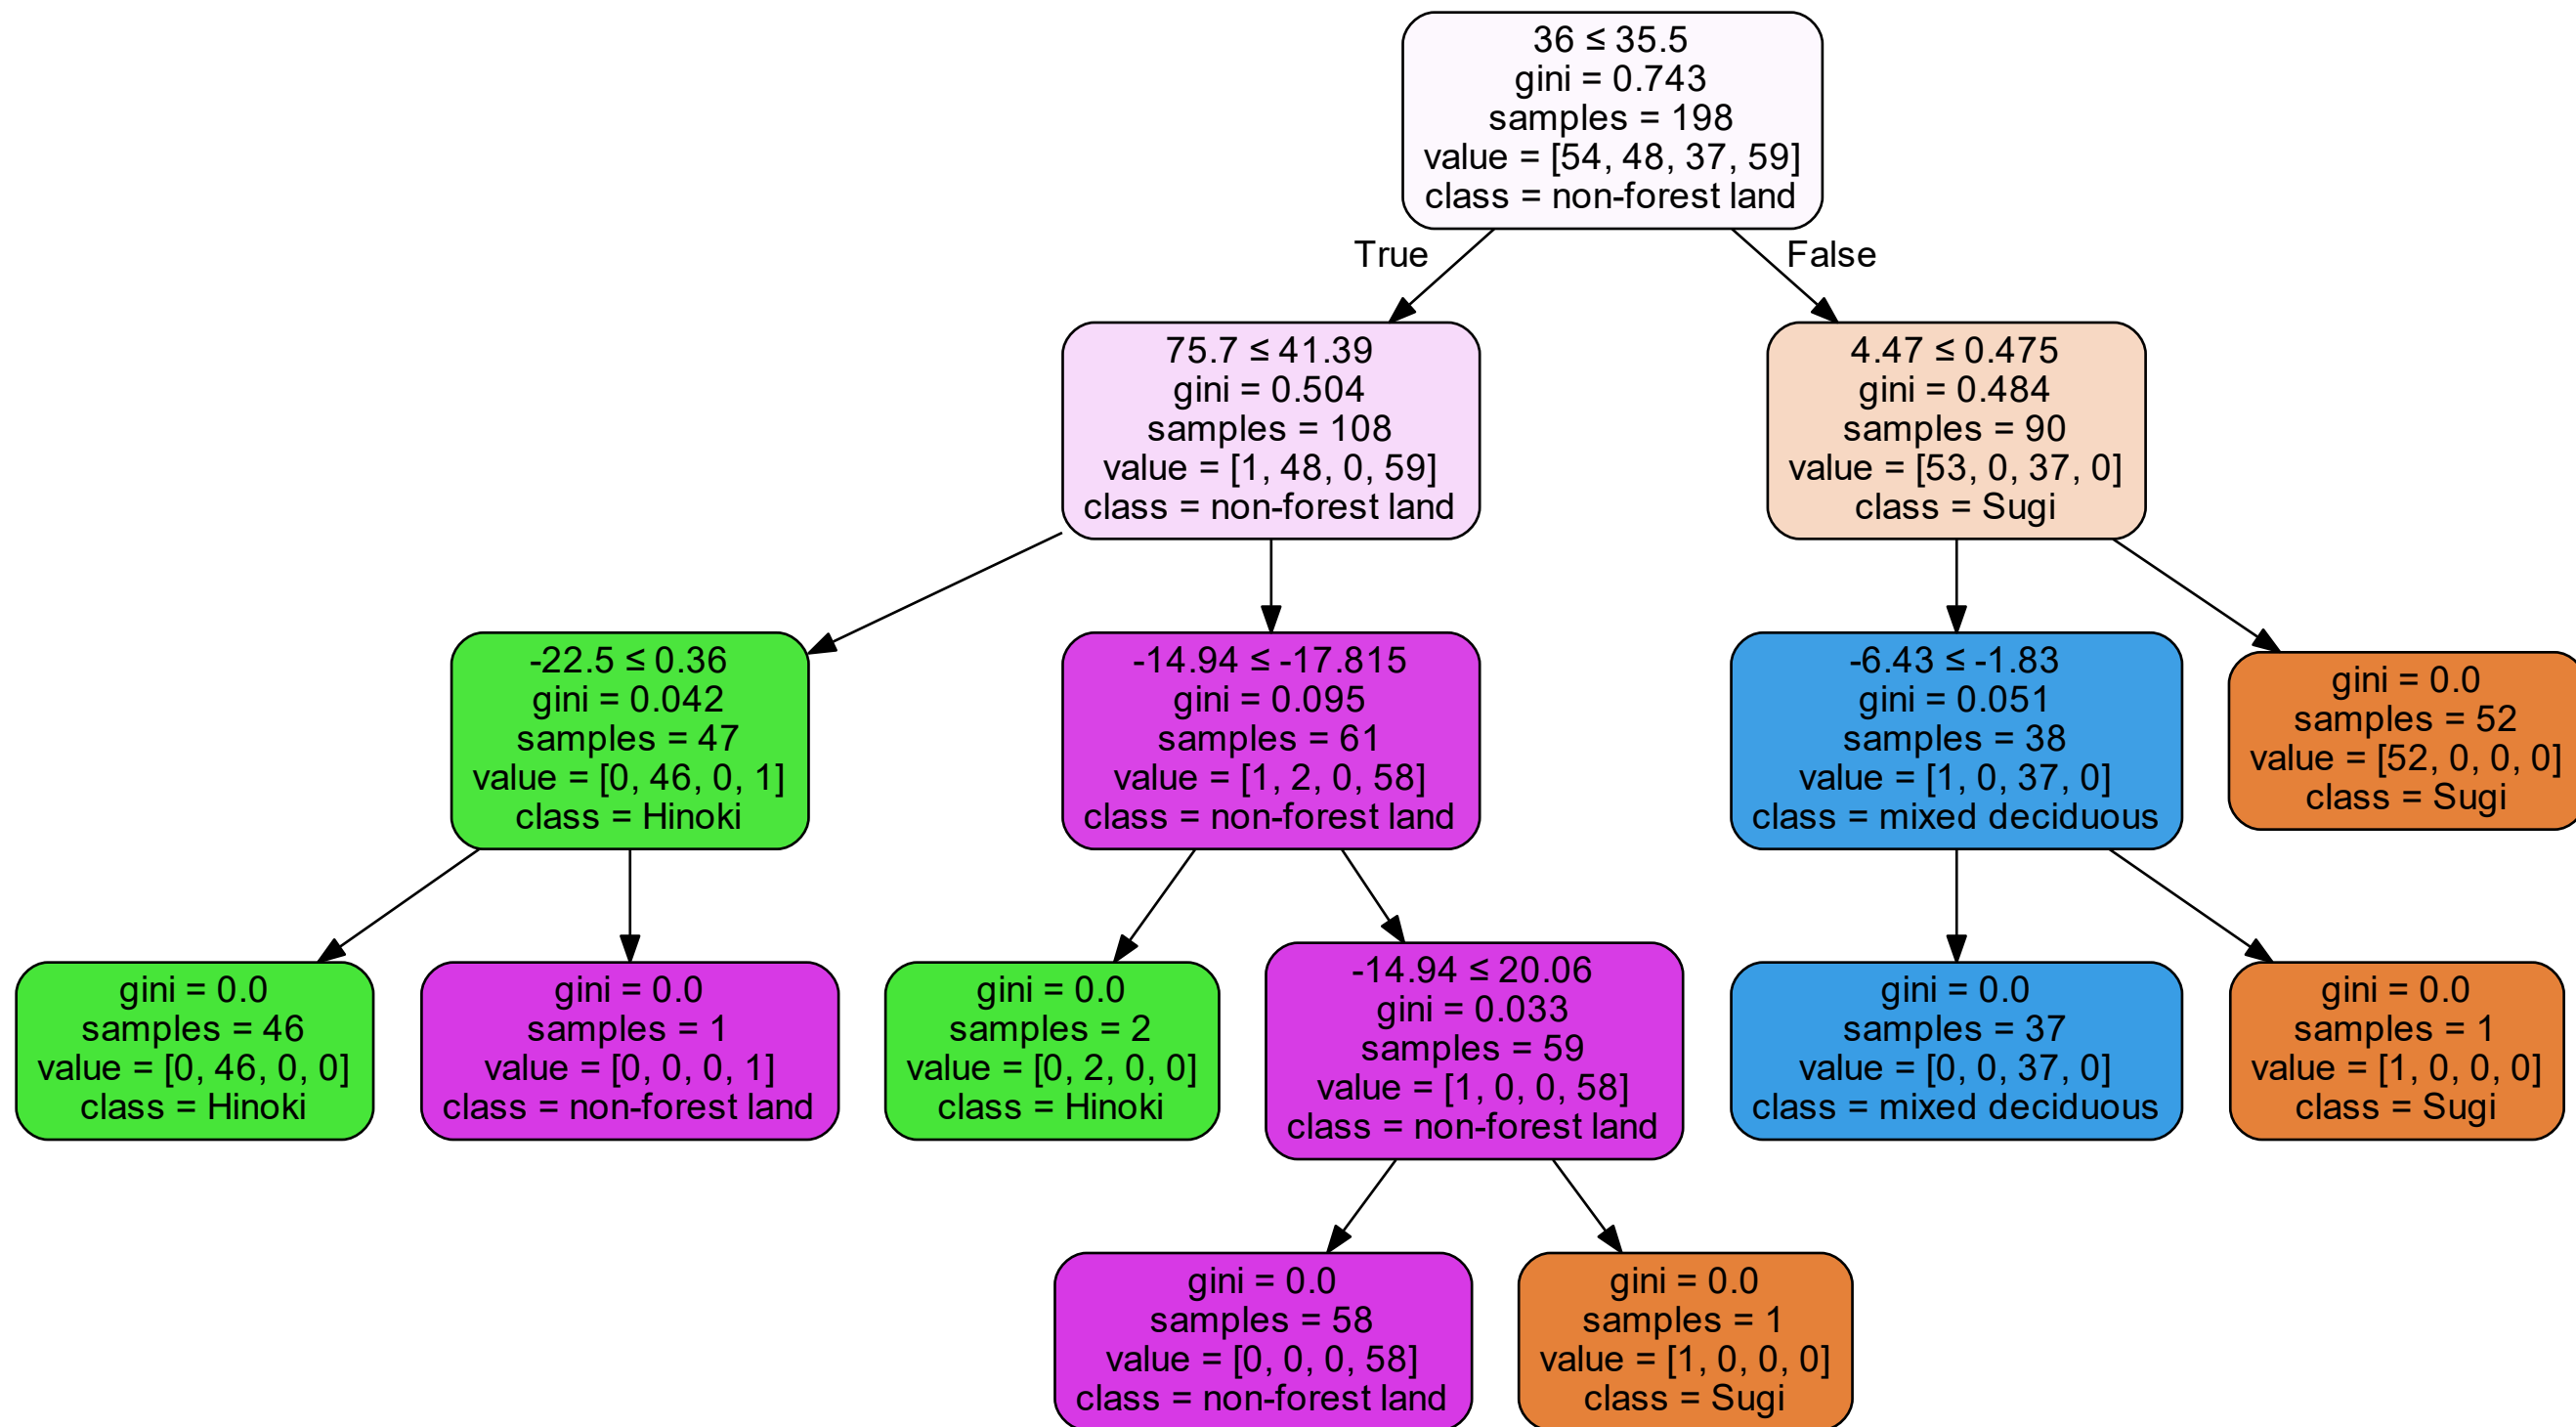 36 ≤ 35.5
gini = 0.743
samples = 198
value = [54, 48, 37, 59]
class = non-forest land
True
False
75.7 ≤ 41.39
gini = 0.504
samples = 108
value = [1, 48, 0, 59]
class = non-forest land
4.47 ≤ 0.475
gini = 0.484
samples = 90
value = [53, 0, 37, 0]
class = Sugi
-22.5 ≤ 0.36
gini = 0.042
samples = 47
value = [0, 46, 0, 1]
class = Hinoki
-14.94 ≤ -17.815
gini = 0.095
samples = 61
value = [1, 2, 0, 58]
class = non-forest land
-6.43 ≤ -1.83
gini = 0.051
samples = 38
value = [1, 0, 37, 0]
class = mixed deciduous
gini = 0.0
samples = 52
value = [52, 0, 0, 0]
class = Sugi
gini = 0.0
samples = 46
value = [0, 46, 0, 0]
class = Hinoki
gini = 0.0
samples = 1
value = [0, 0, 0, 1]
class = non-forest land
gini = 0.0
samples = 2
value = [0, 2, 0, 0]
class = Hinoki
-14.94 ≤ 20.06
gini = 0.033
samples = 59
value = [1, 0, 0, 58]
class = non-forest land
gini = 0.0
samples = 37
value = [0, 0, 37, 0]
class = mixed deciduous
gini = 0.0
samples = 1
value = [1, 0, 0, 0]
class = Sugi
gini = 0.0
samples = 58
value = [0, 0, 0, 58]
class = non-forest land
gini = 0.0
samples = 1
value = [1, 0, 0, 0]
class = Sugi